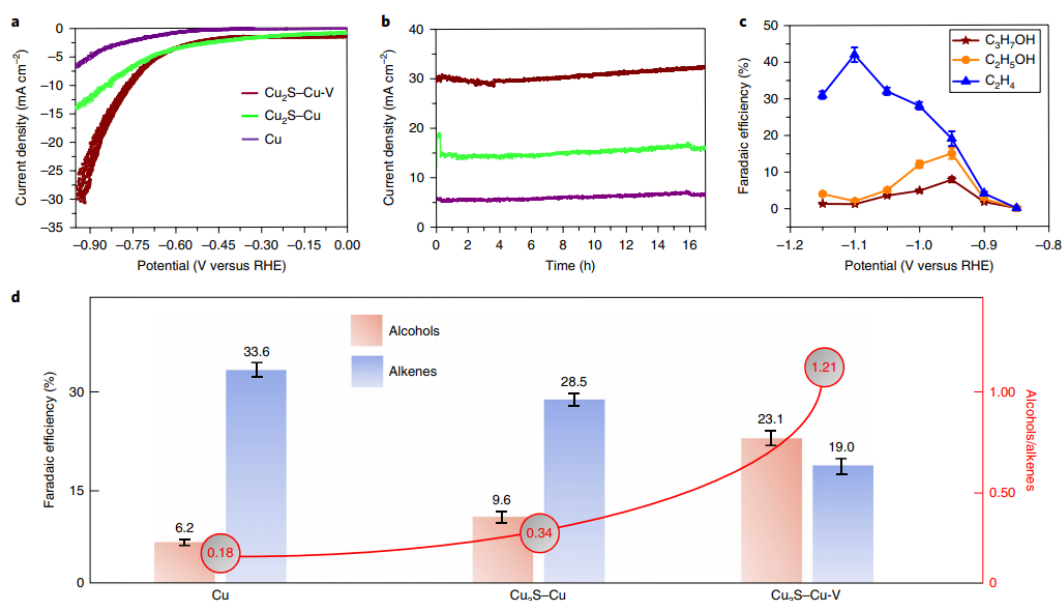 a
Current density (mA cm⁻²)
0
−5
−10
−15
−20
−25
−30
−35
Cu₂S–Cu-V
Cu₂S–Cu
Cu
−0.90
−0.75
−0.60
−0.45
−0.30
−0.15
0.00
Potential (V versus RHE)
b
Current density (mA cm⁻²)
40
30
20
10
0
0
2
4
6
8
10
12
14
16
Time (h)
c
Faradaic efficiency (%)
50
40
30
20
10
0
C₃H₇OH
C₂H₅OH
C₂H₄
−1.2
−1.1
−1.0
−0.9
−0.8
Potential (V versus RHE)
d
Faradaic efficiency (%)
30
15
0
Alcohols
Alkenes
6.2
33.6
0.18
9.6
28.5
0.34
23.1
19.0
1.21
Cu
Cu₂S–Cu
Cu₂S–Cu-V
1.00
0.50
0
Alcohols/alkenes